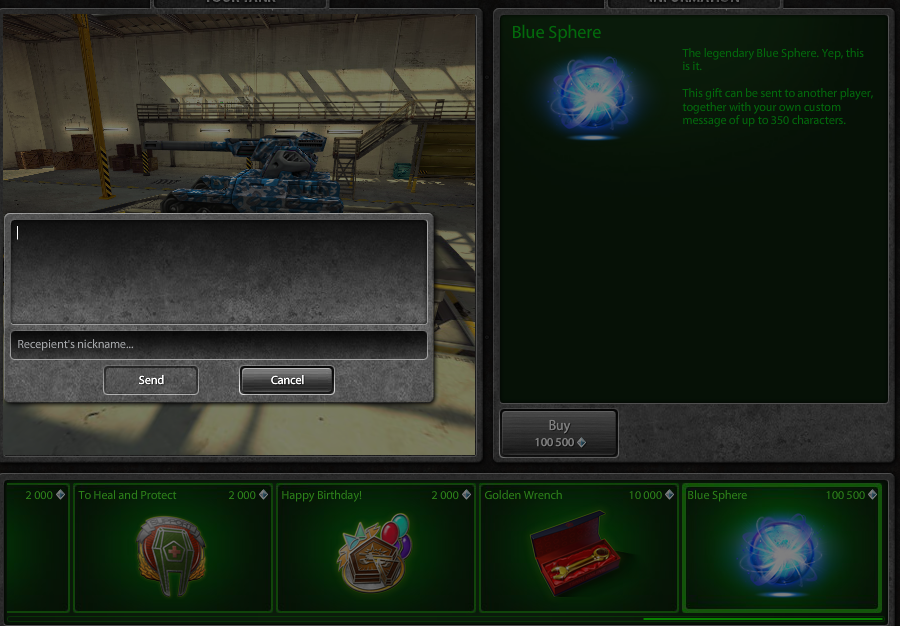 YOUR TANK
INFORMATION
Blue Sphere
The legendary Blue Sphere. Yep, this
is it.
This gift can be sent to another player,
together with your own custom
message of up to 350 characters.
Recepient's nickname...
Send
Cancel
Buy
100 500
2 000
To Heal and Protect
2 000
Happy Birthday!
2 000
Golden Wrench
10 000
Blue Sphere
100 500